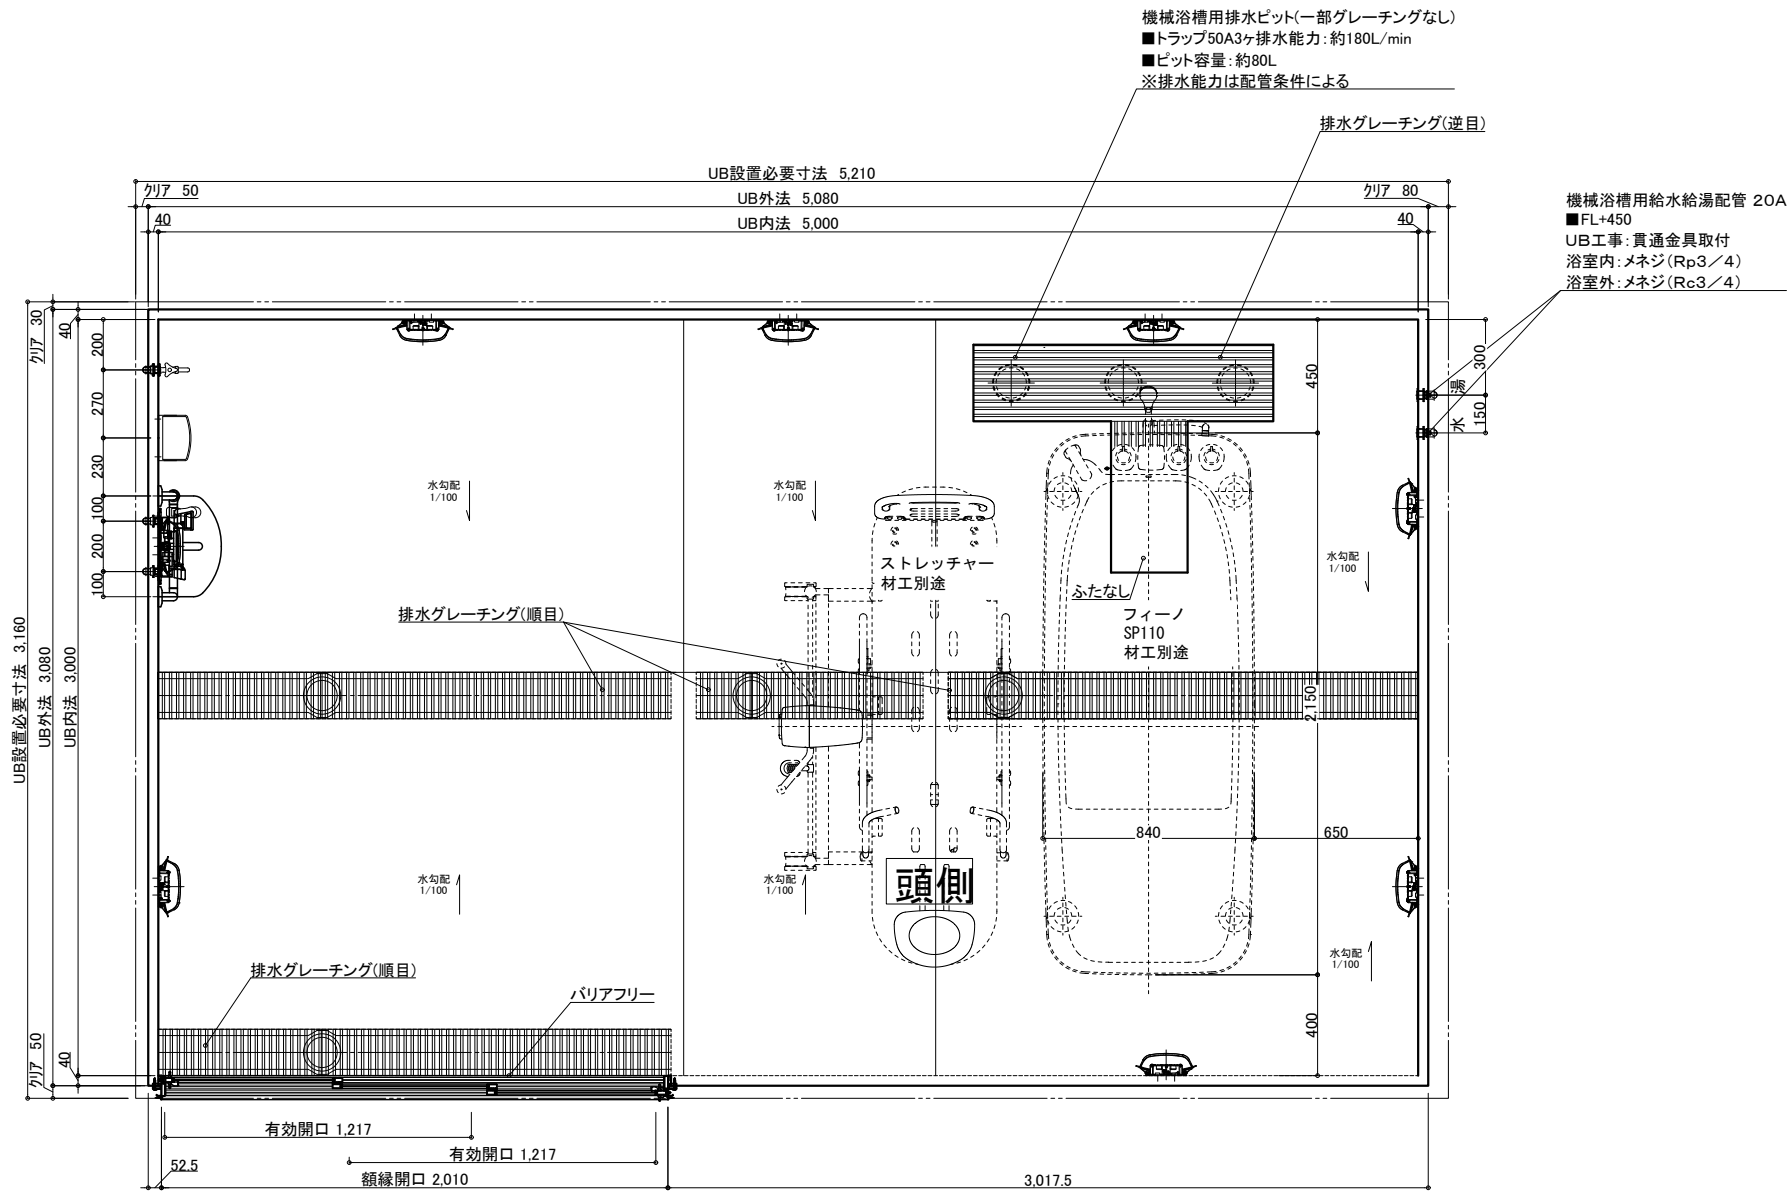 機械浴槽用排水ピット(一部グレーチングなし)
■トラップ50A3ヶ排水能力:約180L/min
■ピット容量:約80L
※排水能力は配管条件による
排水グレーチング(逆目)
UB設置必要寸法 5,210
クリア 50
UB外法 5,080
クリア 80
40
UB内法 5,000
40
機械浴槽用給水給湯配管 20A
■FL+450
UB工事:貫通金具取付
浴室内:メネジ(Rp3/4)
浴室外:メネジ(Rc3/4)
クリア 30
40
200
270
230
100
200
100
UB設置必要寸法 3,160
UB外法 3,080
UB内法 3,000
クリア 50
40
450
湯
300
水
150
水勾配
1/100
水勾配
1/100
水勾配
1/100
ストレッチャー
材工別途
ふたなし
フィーノ
SP110
材工別途
排水グレーチング(順目)
2,150
840
650
水勾配
1/100
水勾配
1/100
頭側
水勾配
1/100
排水グレーチング(順目)
バリアフリー
400
有効開口 1,217
有効開口 1,217
52.5
額縁開口 2,010
3,017.5